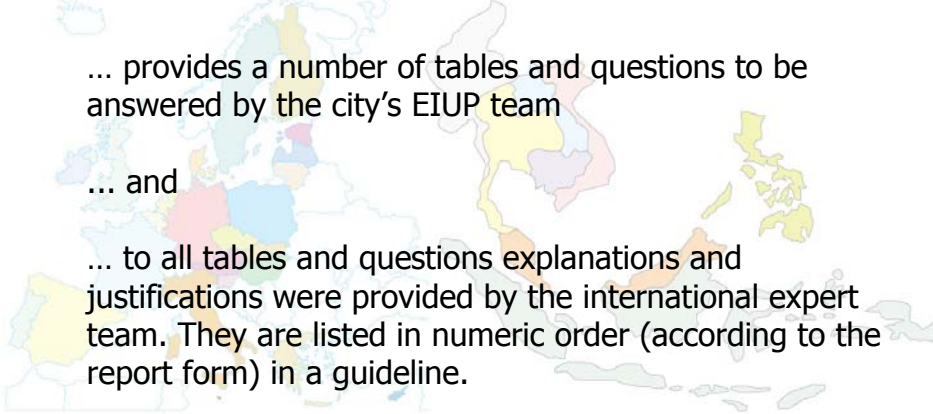 … provides a number of tables and questions to be
answered by the city’s EIUP team
... and
… to all tables and questions explanations and
justifications were provided by the international expert
team. They are listed in numeric order (according to the
report form) in a guideline.